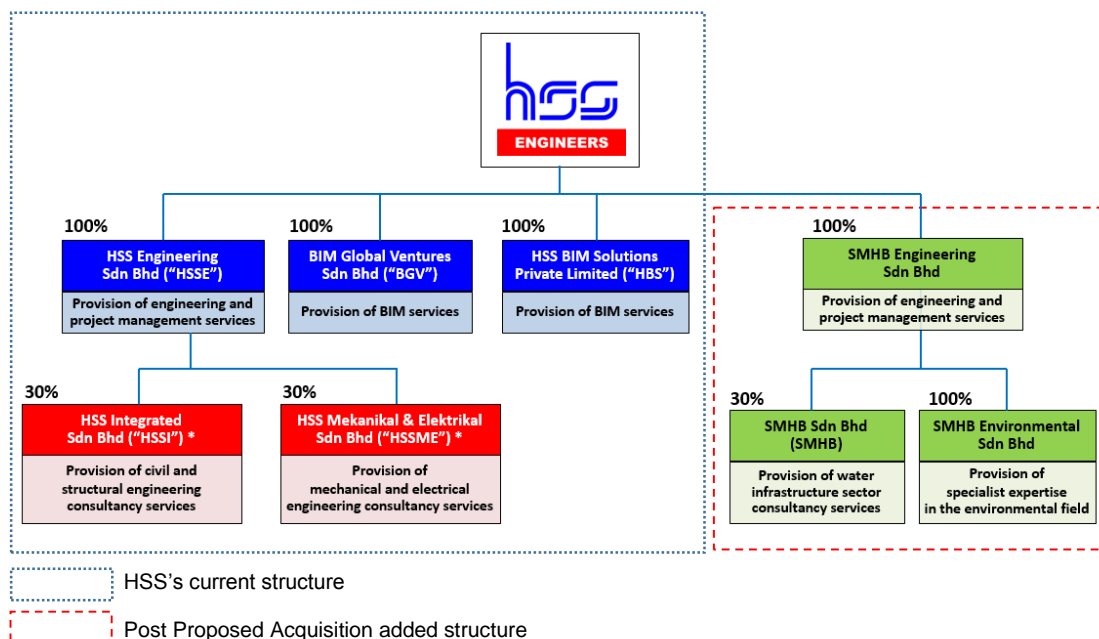 hss
ENGINEERS
100%
HSS Engineering
Sdn Bhd (“HSSE”)
Provision of engineering and
project management services
100%
BIM Global Ventures
Sdn Bhd (“BGV”)
Provision of BIM services
100%
HSS BIM Solutions
Private Limited (“HBS”)
Provision of BIM services
100%
SMHB Engineering
Sdn Bhd
Provision of engineering and
project management services
30%
HSS Integrated
Sdn Bhd (“HSSI”) *
Provision of civil and
structural engineering
consultancy services
30%
HSS Mekanikal & Elektrikal
Sdn Bhd (“HSSME”) *
Provision of
mechanical and electrical
engineering consultancy services
30%
SMHB Sdn Bhd
(SMHB)
Provision of water
infrastructure sector
consultancy services
100%
SMHB Environmental
Sdn Bhd
Provision of
specialist expertise
in the environmental field
HSS’s current structure
Post Proposed Acquisition added structure